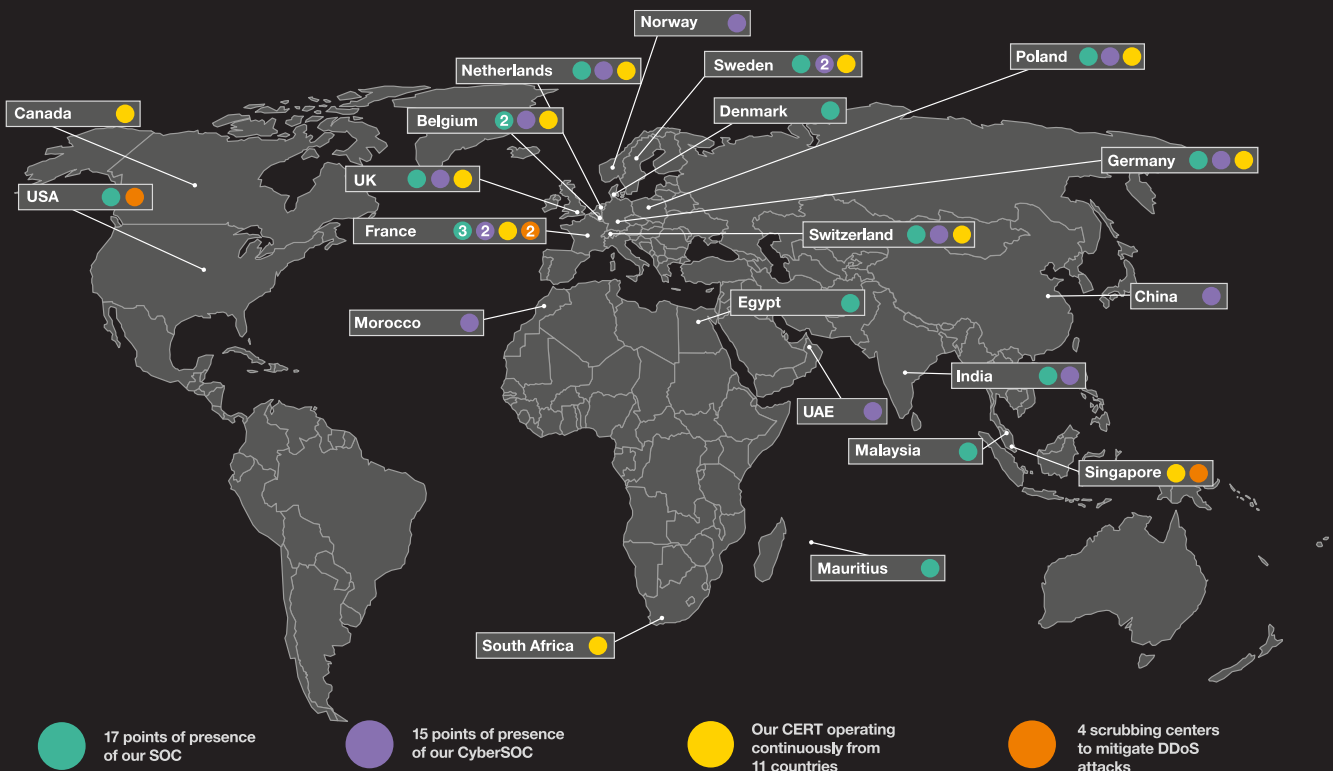 Norway
Sweden 2
Poland
Netherlands
Denmark
Canada
Belgium 2
Germany
UK
USA
France 3 2 2
Switzerland
China
Egypt
Morocco
India
UAE
Malaysia
Singapore
Mauritius
South Africa
17 points of presence
of our SOC
15 points of presence
of our CyberSOC
Our CERT operating
continuously from
11 countries
4 scrubbing centers
to mitigate DDoS
attacks